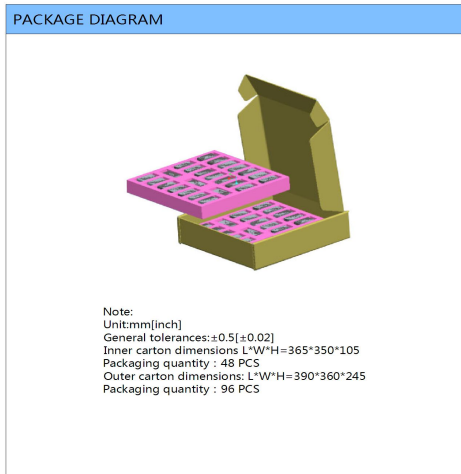 PACKAGE DIAGRAM
Note:
Unit:mm[inch]
General tolerances:±0.5[±0.02]
Inner carton dimensions L*W*H=365*350*105
Packaging quantity : 48 PCS
Outer carton dimensions: L*W*H=390*360*245
Packaging quantity : 96 PCS